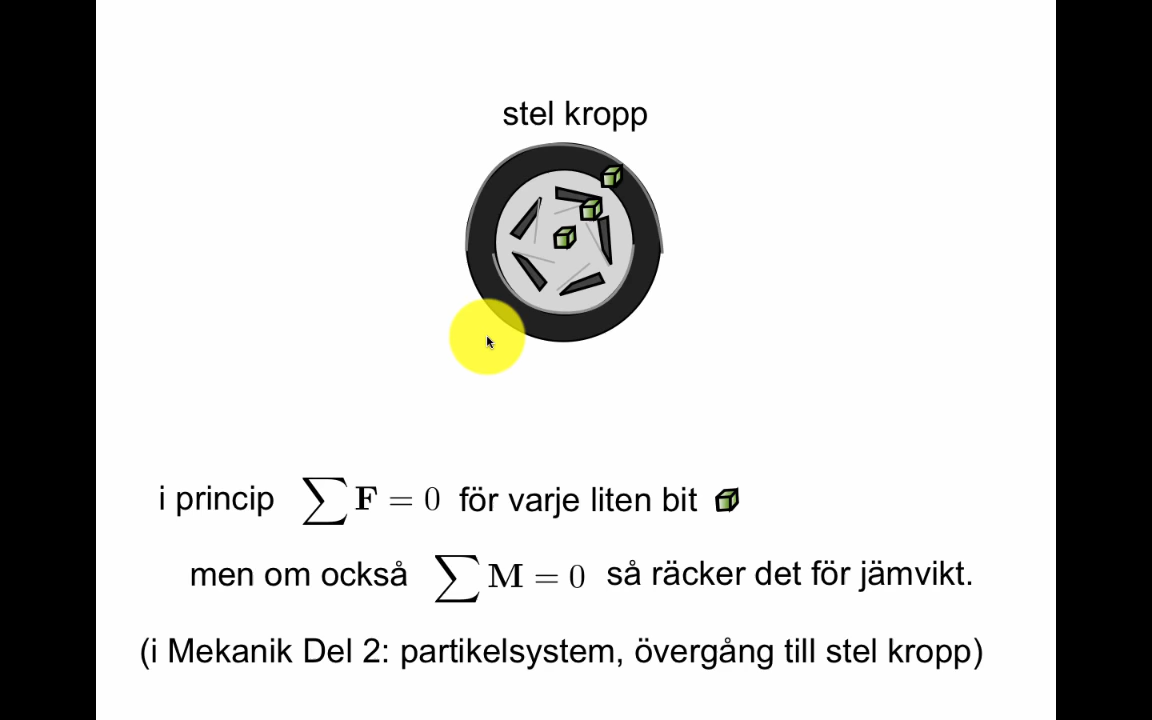 stel kropp
i princip ∑ F = 0 för varje liten bit
men om också ∑ M = 0 så räcker det för jämvikt.
(i Mekanik Del 2: partikelsystem, övergång till stel kropp)